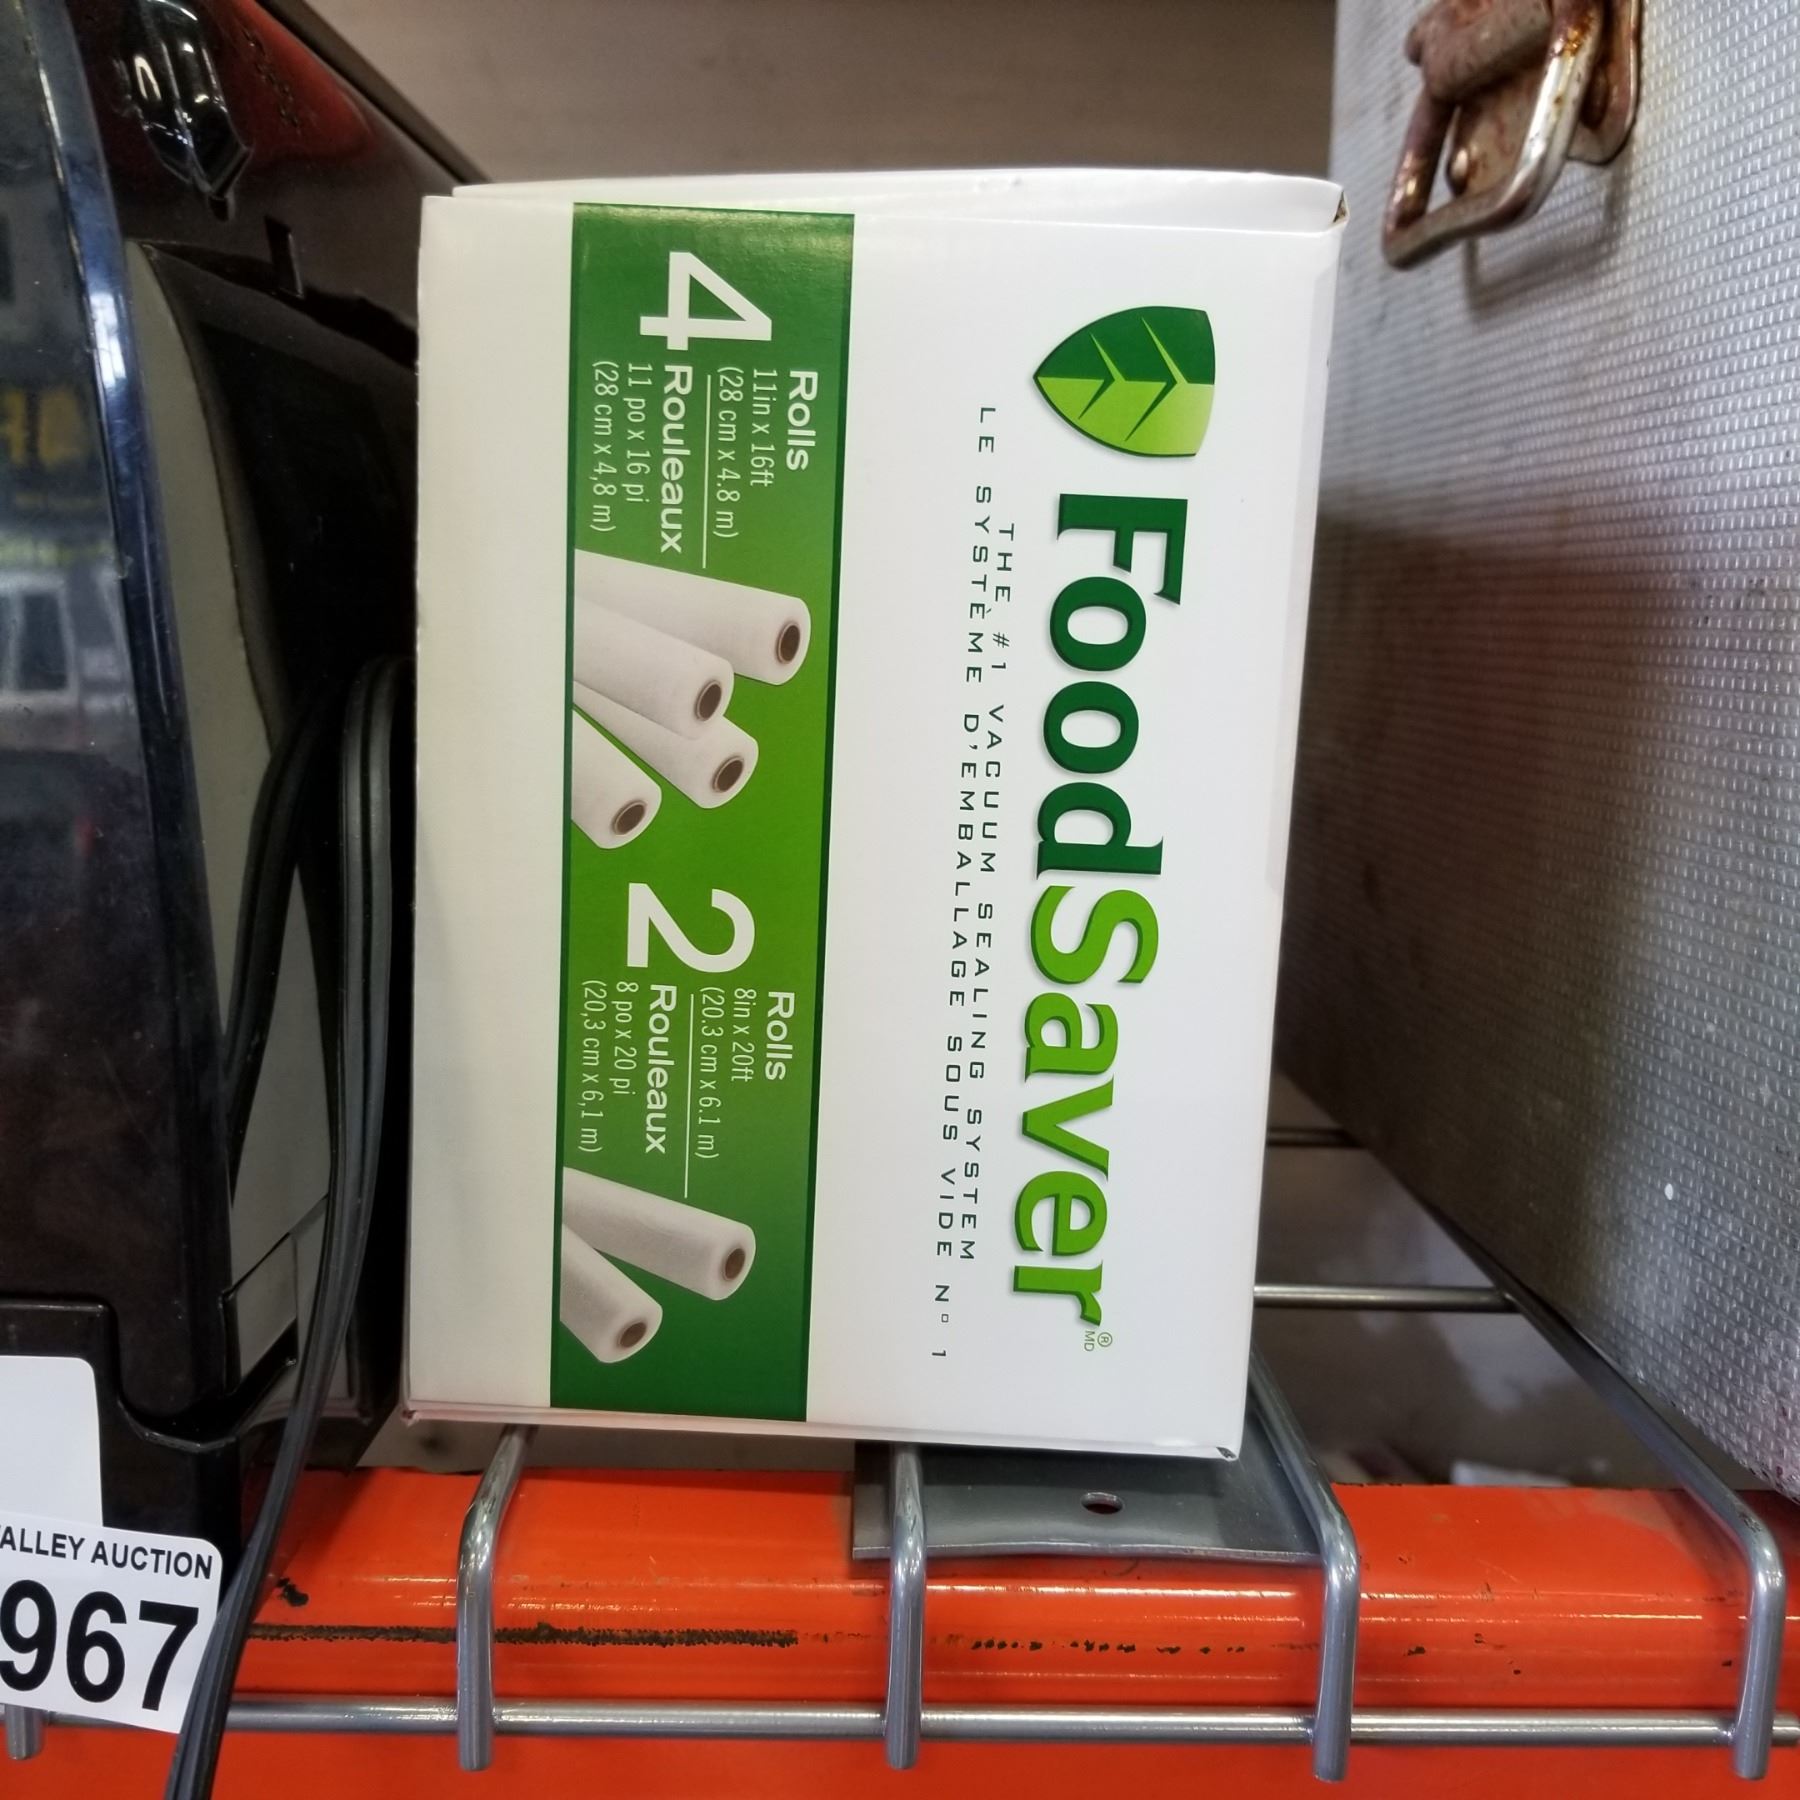 FoodSaver®MD
THE #1 VACUUM SEALING SYSTEM
LE SYSTÈME D'EMBALLAGE SOUS VIDE Nº 1
4 Rolls
11in x 16ft
(28 cm x 4.8 m)
Rouleaux
11 po x 16 pi
(28 cm x 4,8 m)
2 Rolls
8in x 20ft
(20.3 cm x 6.1 m)
Rouleaux
8 po x 20 pi
(20,3 cm x 6,1 m)
ALLEY AUCTION
967